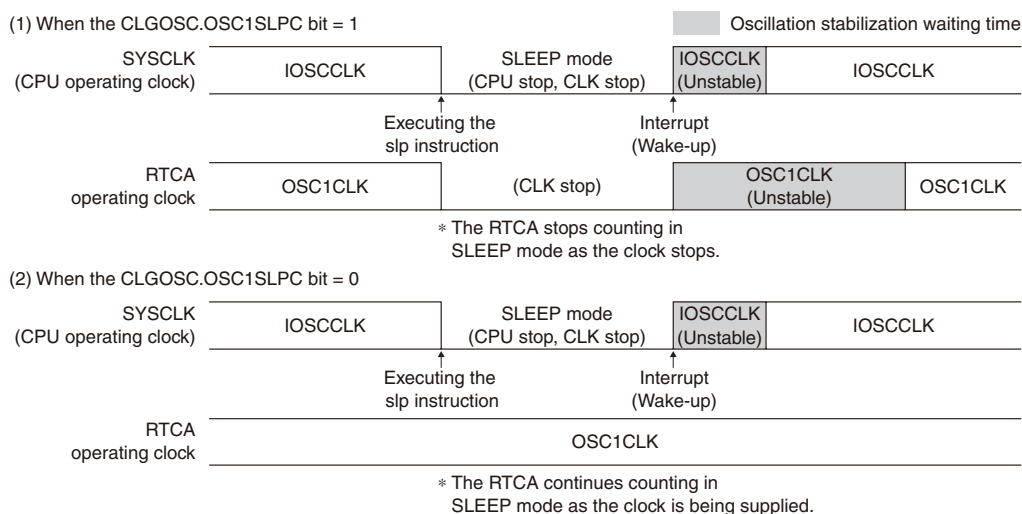 (1) When the CLGOSC.OSC1SLPC bit = 1
Oscillation stabilization waiting time
SYSCLK
(CPU operating clock)
IOSCCLK
SLEEP mode
(CPU stop, CLK stop)
IOSCCLK
(Unstable)
IOSCCLK
Executing the
slp instruction
Interrupt
(Wake-up)
RTCA
operating clock
OSC1CLK
(CLK stop)
OSC1CLK
(Unstable)
OSC1CLK
* The RTCA stops counting in
SLEEP mode as the clock stops.
(2) When the CLGOSC.OSC1SLPC bit = 0
SYSCLK
(CPU operating clock)
IOSCCLK
SLEEP mode
(CPU stop, CLK stop)
IOSCCLK
(Unstable)
IOSCCLK
Executing the
slp instruction
Interrupt
(Wake-up)
RTCA
operating clock
OSC1CLK
* The RTCA continues counting in
SLEEP mode as the clock is being supplied.